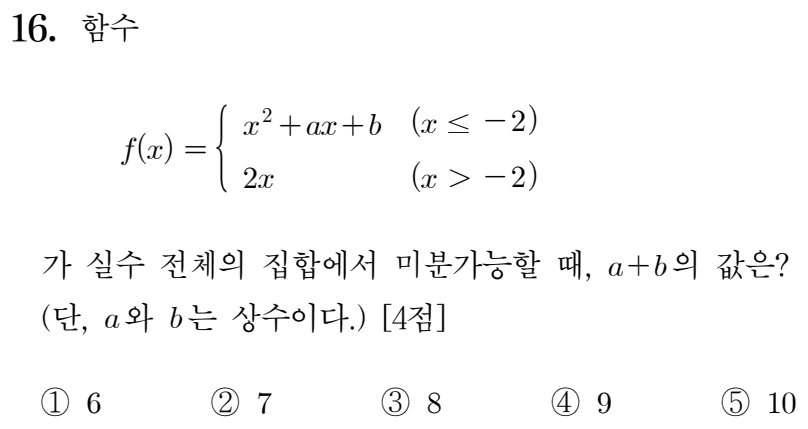 16. 함수
f(x) = { x² + ax + b (x ≤ −2)
2x (x > −2)
가 실수 전체의 집합에서 미분가능할 때, a+b의 값은?
(단, a와 b는 상수이다.) [4점]
① 6 ② 7 ③ 8 ④ 9 ⑤ 10